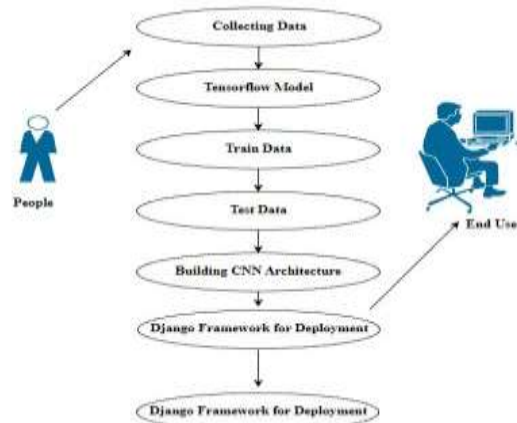 Collecting Data
Tensorflow Model
Train Data
People
Test Data
End Use
Building CNN Architecture
Django Framework for Deployment
Django Framework for Deployment